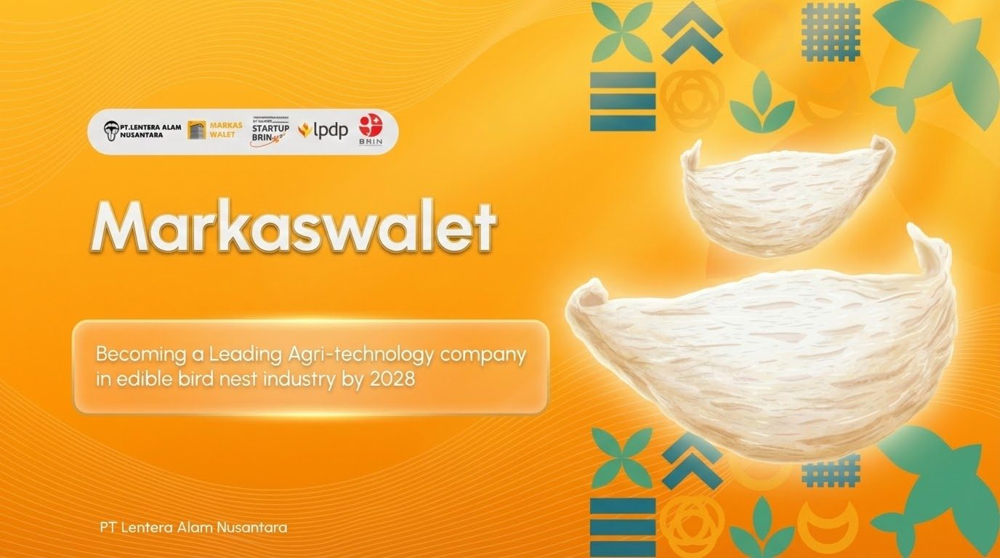 PT.LENTERA ALAM
NUSANTARA
MARKAS
WALET
STARTUP
BRIN
lpdp
BRIN
Markaswalet
Becoming a Leading Agri-technology company
in edible bird nest industry by 2028
PT Lentera Alam Nusantara